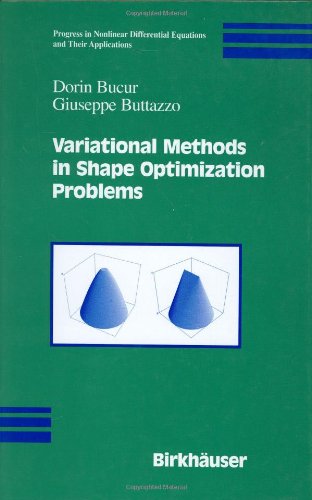 Progress in Nonlinear Differential Equations
and Their Applications
Dorin Bucur
Giuseppe Buttazzo
Variational Methods
in Shape Optimization
Problems
Birkhäuser